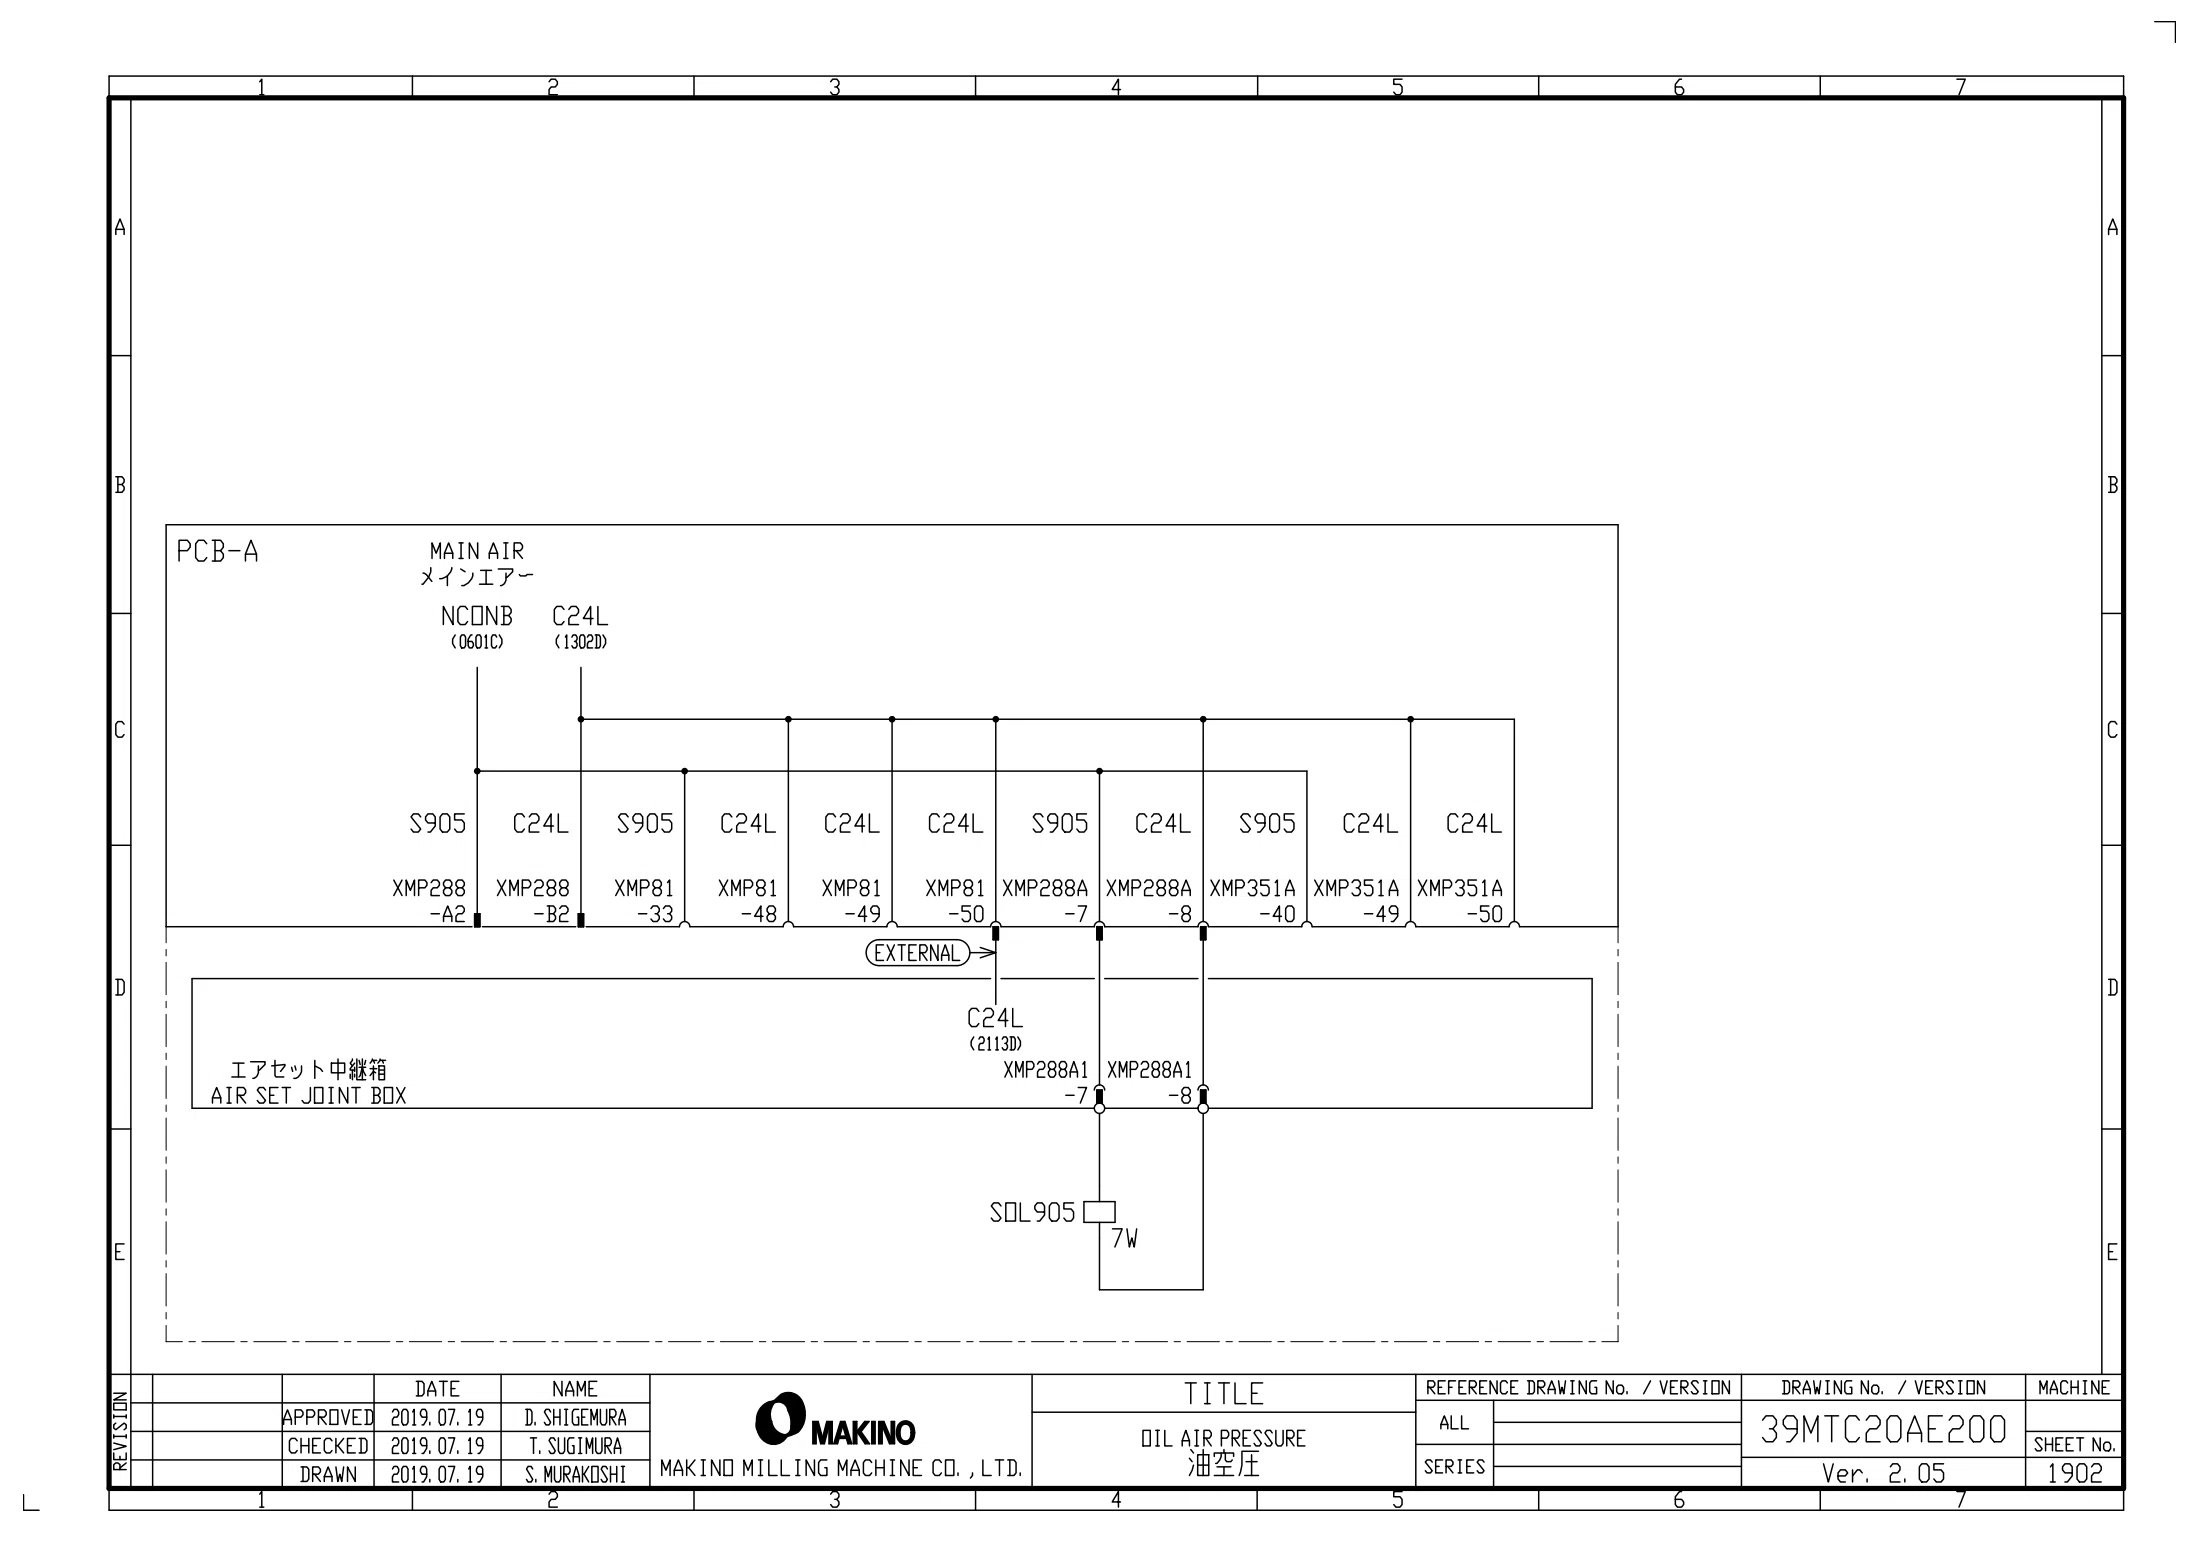 1 2 3 4 5 6 7
A A
B B
C C
D D
E E
PCB-A
MAIN AIR
メインエアー
NCONB C24L
(0601C) (1302D)
S905 C24L S905 C24L C24L C24L S905 C24L S905 C24L C24L
XMP288 XMP288 XMP81 XMP81 XMP81 XMP81 XMP288A XMP288A XMP351A XMP351A XMP351A
-A2 -B2 -33 -48 -49 -50 -7 -8 -40 -49 -50
EXTERNAL
C24L
(2113D)
エアセット中継箱
AIR SET JOINT BOX
XMP288A1 XMP288A1
-7 -8
SOL905
7W
REVISION
DATE NAME
APPROVED 2019.07.19 D. SHIGEMURA
CHECKED 2019.07.19 T. SUGIMURA
DRAWN 2019.07.19 S. MURAKOSHI
MAKINO
MAKINO MILLING MACHINE CO.,LTD.
TITLE
OIL AIR PRESSURE
油空圧
REFERENCE DRAWING No. / VERSION
ALL
SERIES
DRAWING No. / VERSION
39MTC20AE200
Ver. 2.05
MACHINE
SHEET No.
1902
1 2 3 4 5 6 7